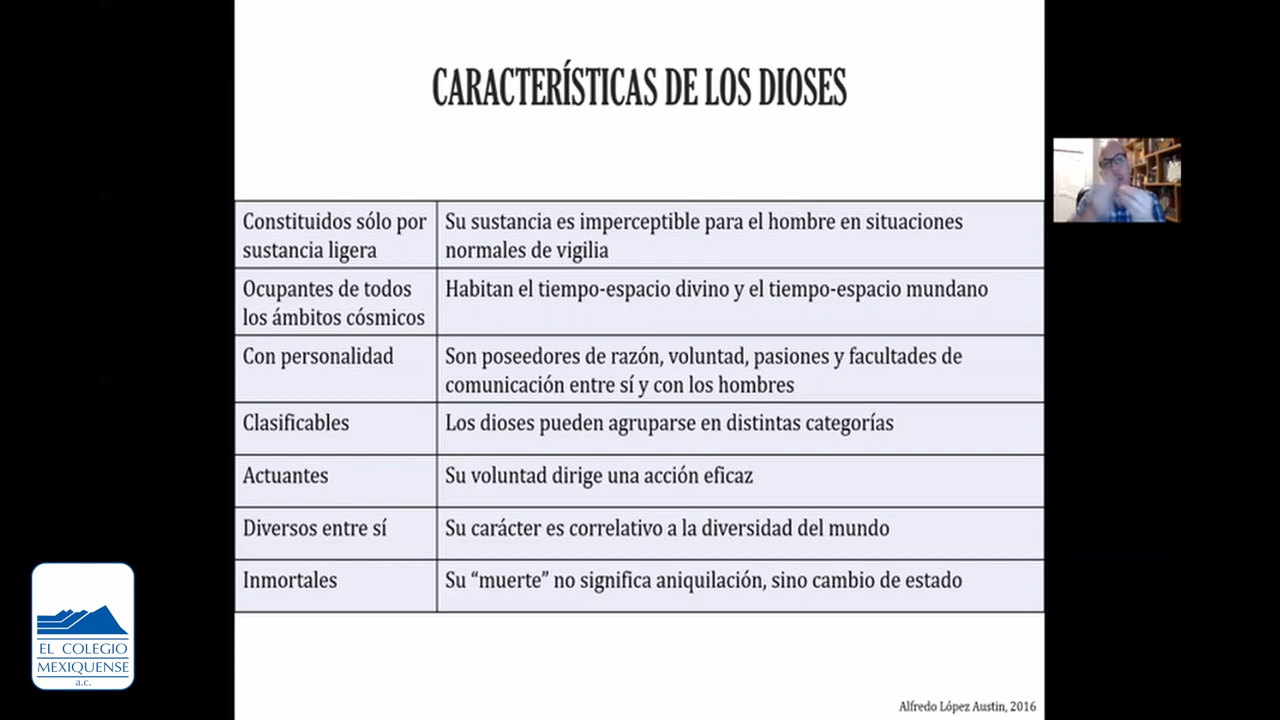 CARACTERÍSTICAS DE LOS DIOSES
Constituidos sólo por
sustancia ligera
Su sustancia es imperceptible para el hombre en situaciones
normales de vigilia
Ocupantes de todos
los ámbitos cósmicos
Habitan el tiempo-espacio divino y el tiempo-espacio mundano
Con personalidad
Son poseedores de razón, voluntad, pasiones y facultades de
comunicación entre sí y con los hombres
Clasificables
Los dioses pueden agruparse en distintas categorías
Actuantes
Su voluntad dirige una acción eficaz
Diversos entre sí
Su carácter es correlativo a la diversidad del mundo
Inmortales
Su “muerte” no significa aniquilación, sino cambio de estado
Alfredo López Austin, 2016
EL COLEGIO
MEXIQUENSE
a.c.